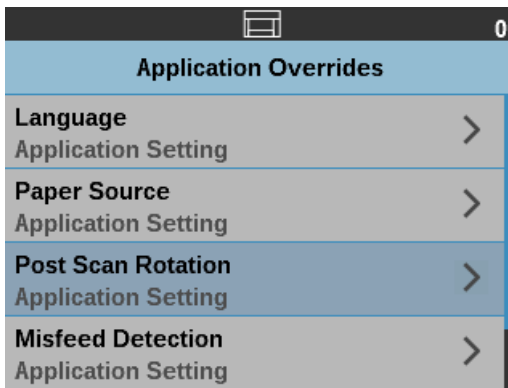 0
Application Overrides
Language
Application Setting
Paper Source
Application Setting
Post Scan Rotation
Application Setting
Misfeed Detection
Application Setting